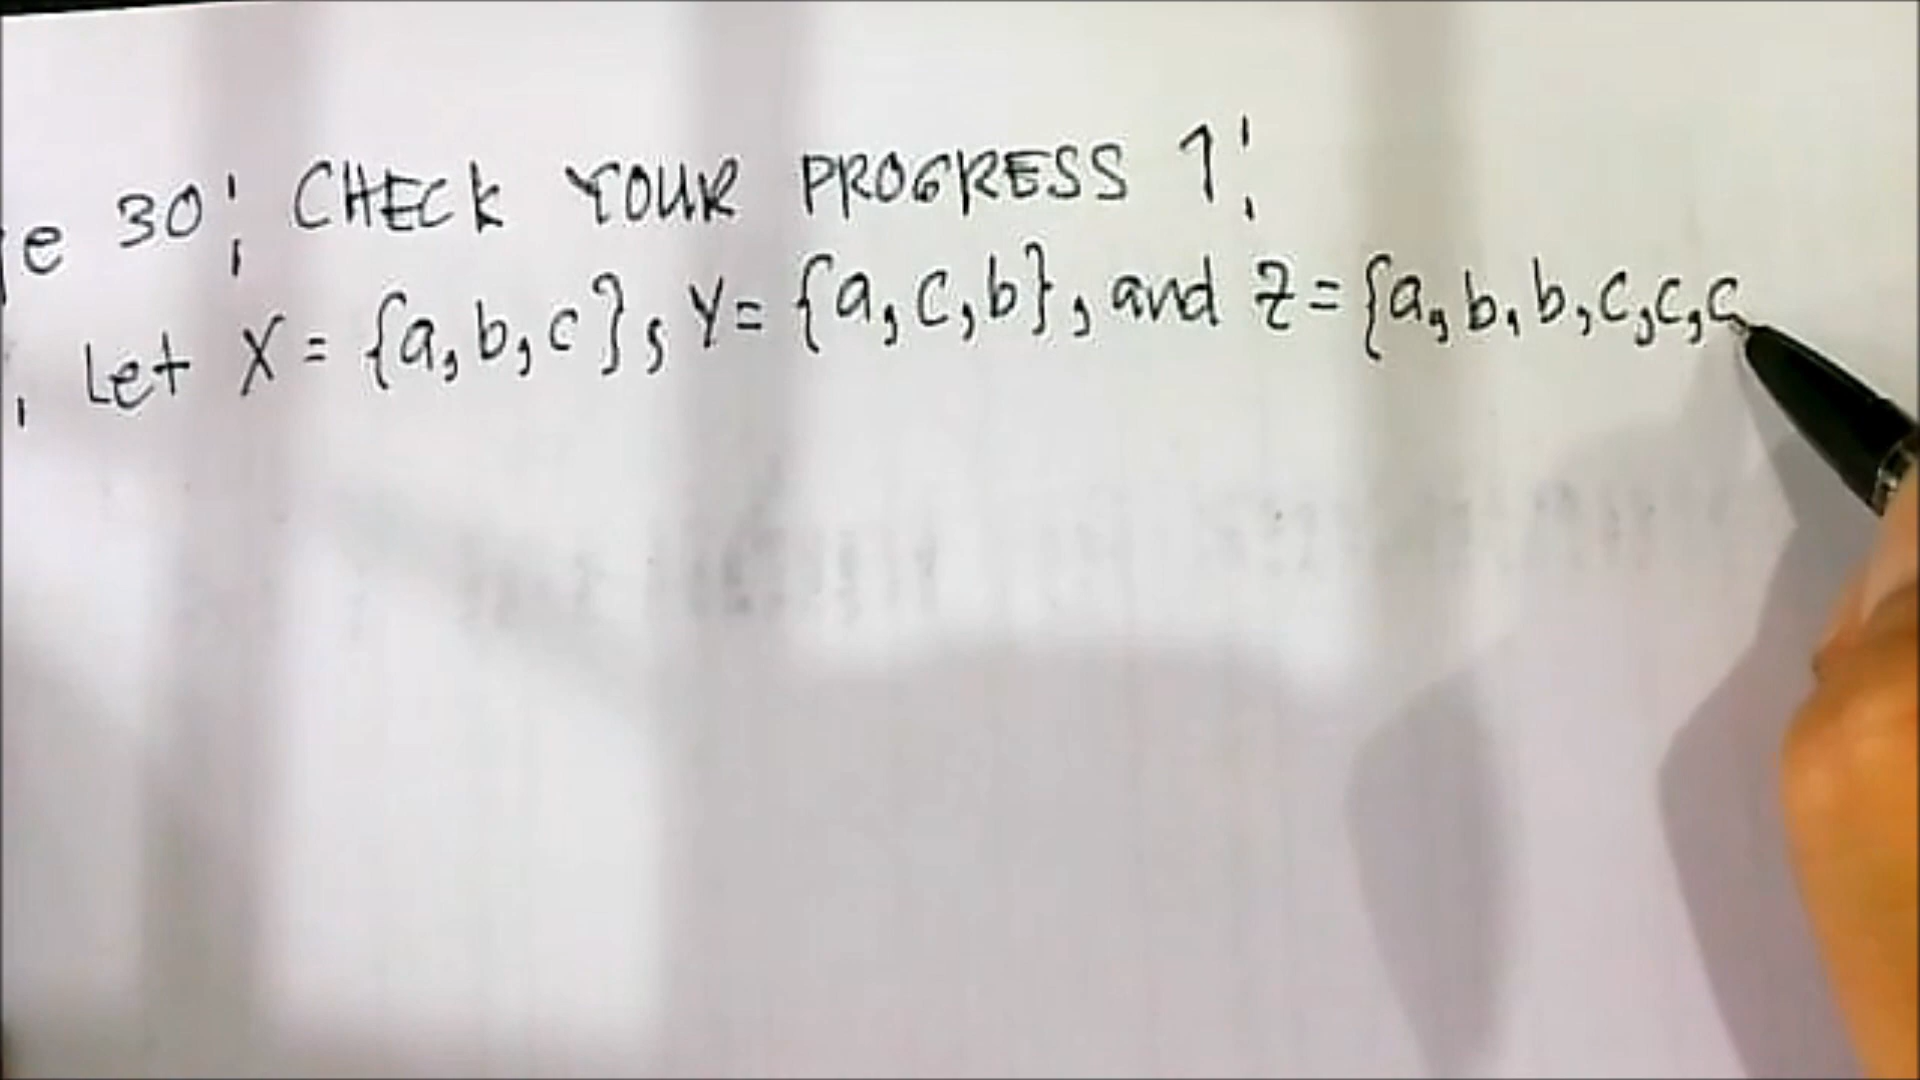 e 30: CHECK YOUR PROGRESS 1:
. Let X = {a, b, c}, Y = {a, c, b}, and Z = {a, b, b, c, c, c